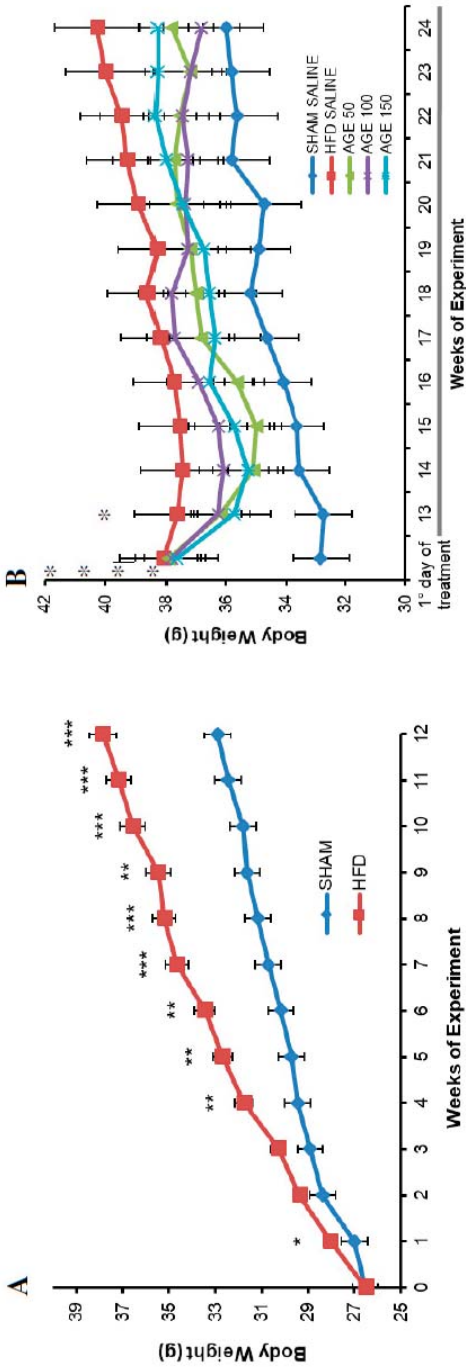 A
Body Weight (g)
39
37
35
33
31
29
27
25
*
**
**
**
***
***
**
***
***
***
SHAM
HFD
0 1 2 3 4 5 6 7 8 9 10 11 12
Weeks of Experiment
B
Body Weight (g)
42
40
38
36
34
32
30
*
*
*
*
*
SHAM SALINE
HFD SALINE
AGE 50
AGE 100
AGE 150
1° day of 13 14 15 16 17 18 19 20 21 22 23 24
treatment
Weeks of Experiment